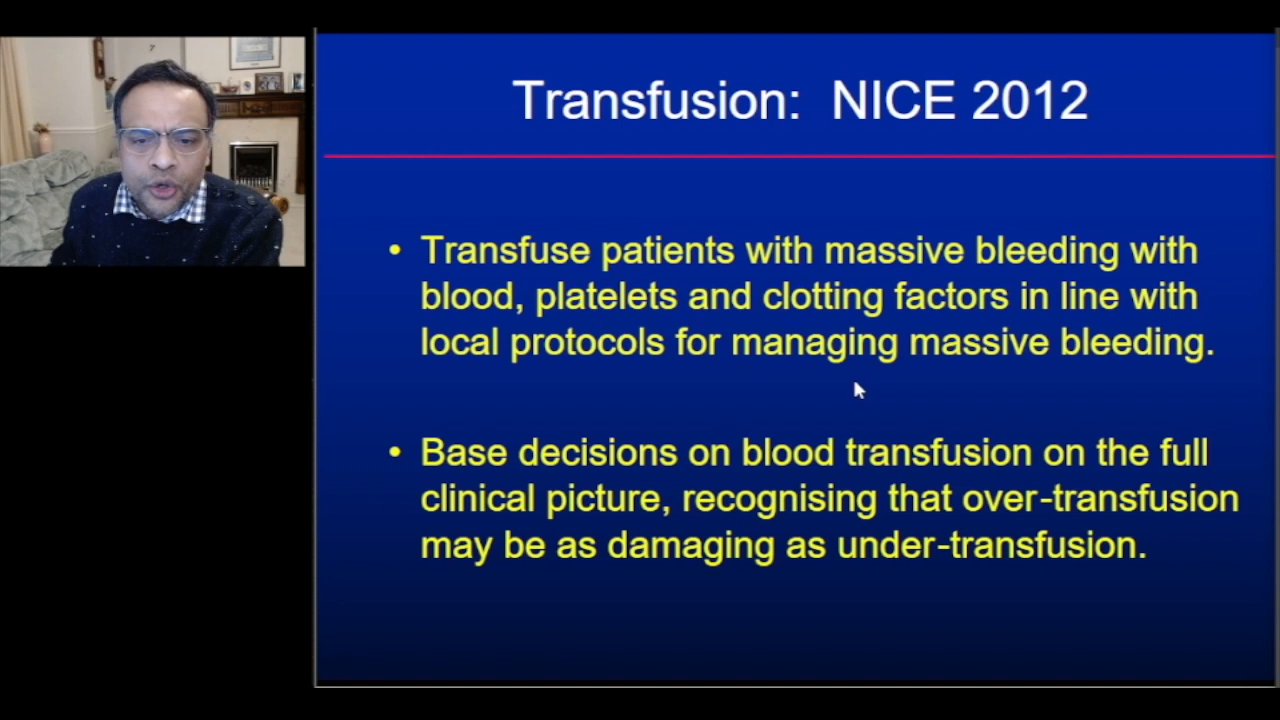 Transfusion: NICE 2012
• Transfuse patients with massive bleeding with
blood, platelets and clotting factors in line with
local protocols for managing massive bleeding.
• Base decisions on blood transfusion on the full
clinical picture, recognising that over-transfusion
may be as damaging as under-transfusion.